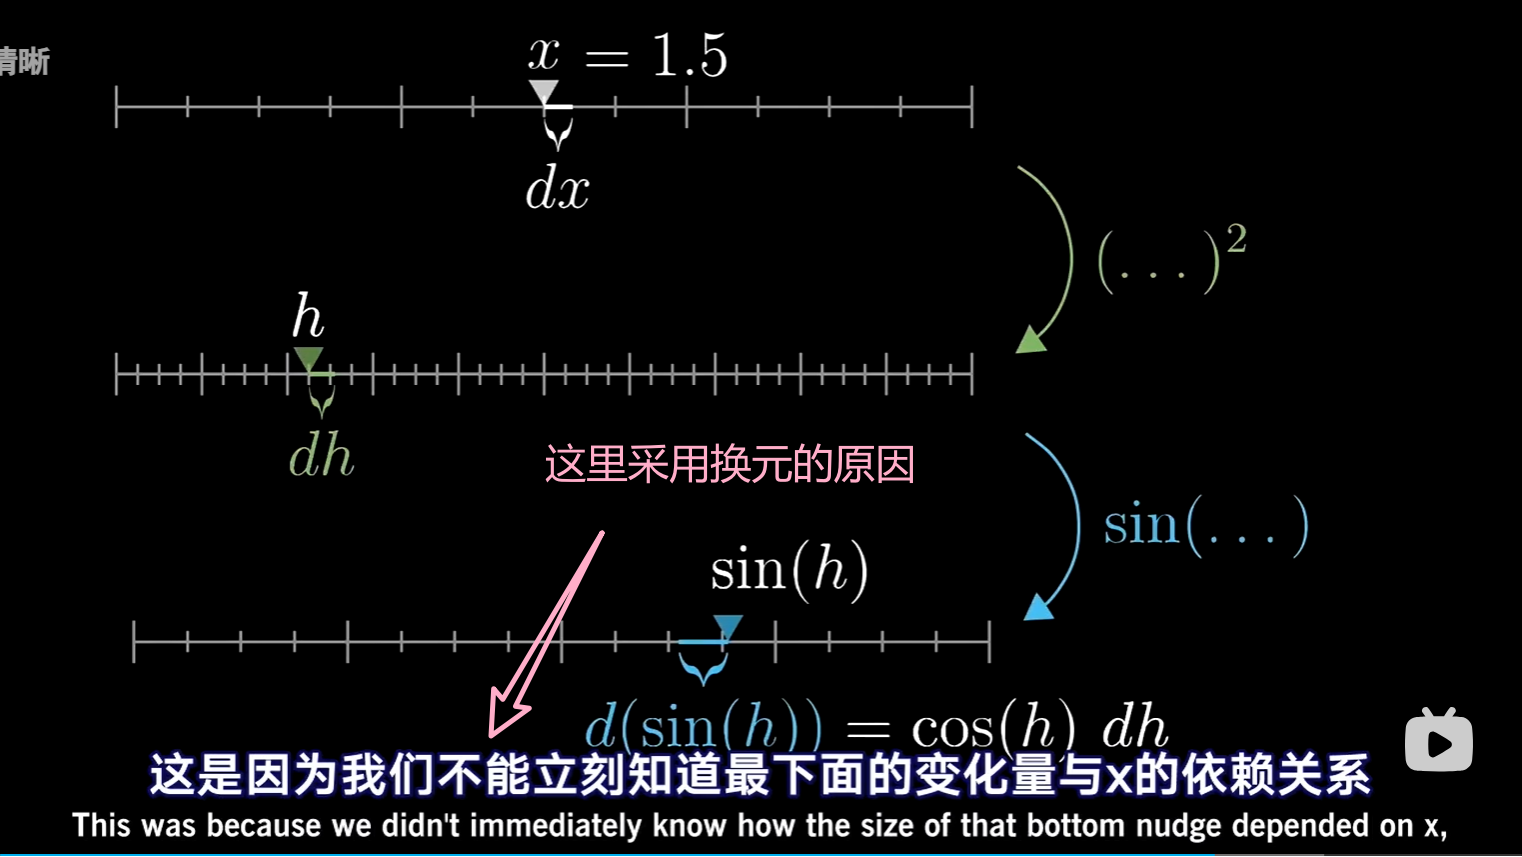 清晰
x = 1.5
dx
(...)²
h
dh
这里采用换元的原因
sin(...)
sin(h)
d(sin(h)) = cos(h) dh
这是因为我们不能立刻知道最下面的变化量与x的依赖关系
This was because we didn't immediately know how the size of that bottom nudge depended on x,